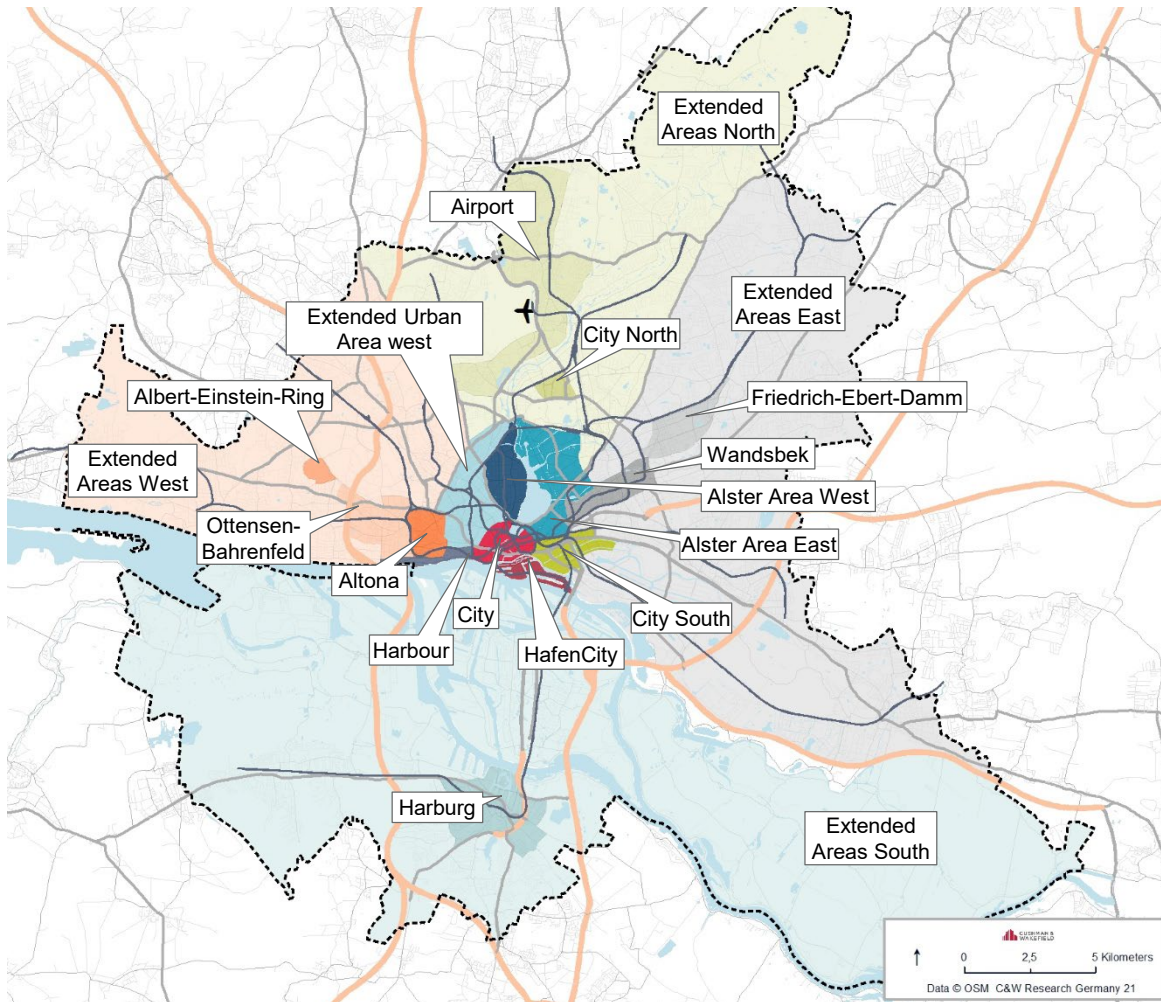 Extended
Areas North
Airport
Extended
Areas East
Extended Urban
Area west
City North
Albert-Einstein-Ring
Friedrich-Ebert-Damm
Extended
Areas West
Wandsbek
Alster Area West
Ottensen-
Bahrenfeld
Alster Area East
Altona
City
City South
Harbour
HafenCity
Harburg
Extended
Areas South
CUSHMAN &
WAKEFIELD
0 2,5 5 Kilometers
Data © OSM C&W Research Germany 21